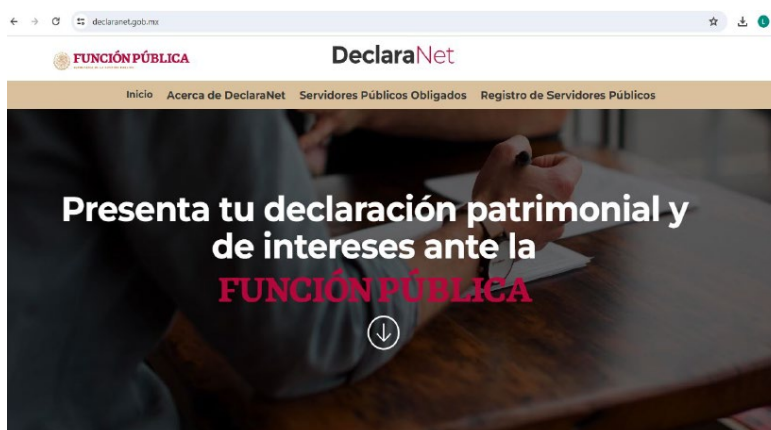 declaranet.gob.mx
L
FUNCIÓN PÚBLICA
DeclaraNet
Inicio Acerca de DeclaraNet Servidores Públicos Obligados Registro de Servidores Públicos
Presenta tu declaración patrimonial y
de intereses ante la
FUNCIÓN PÚBLICA